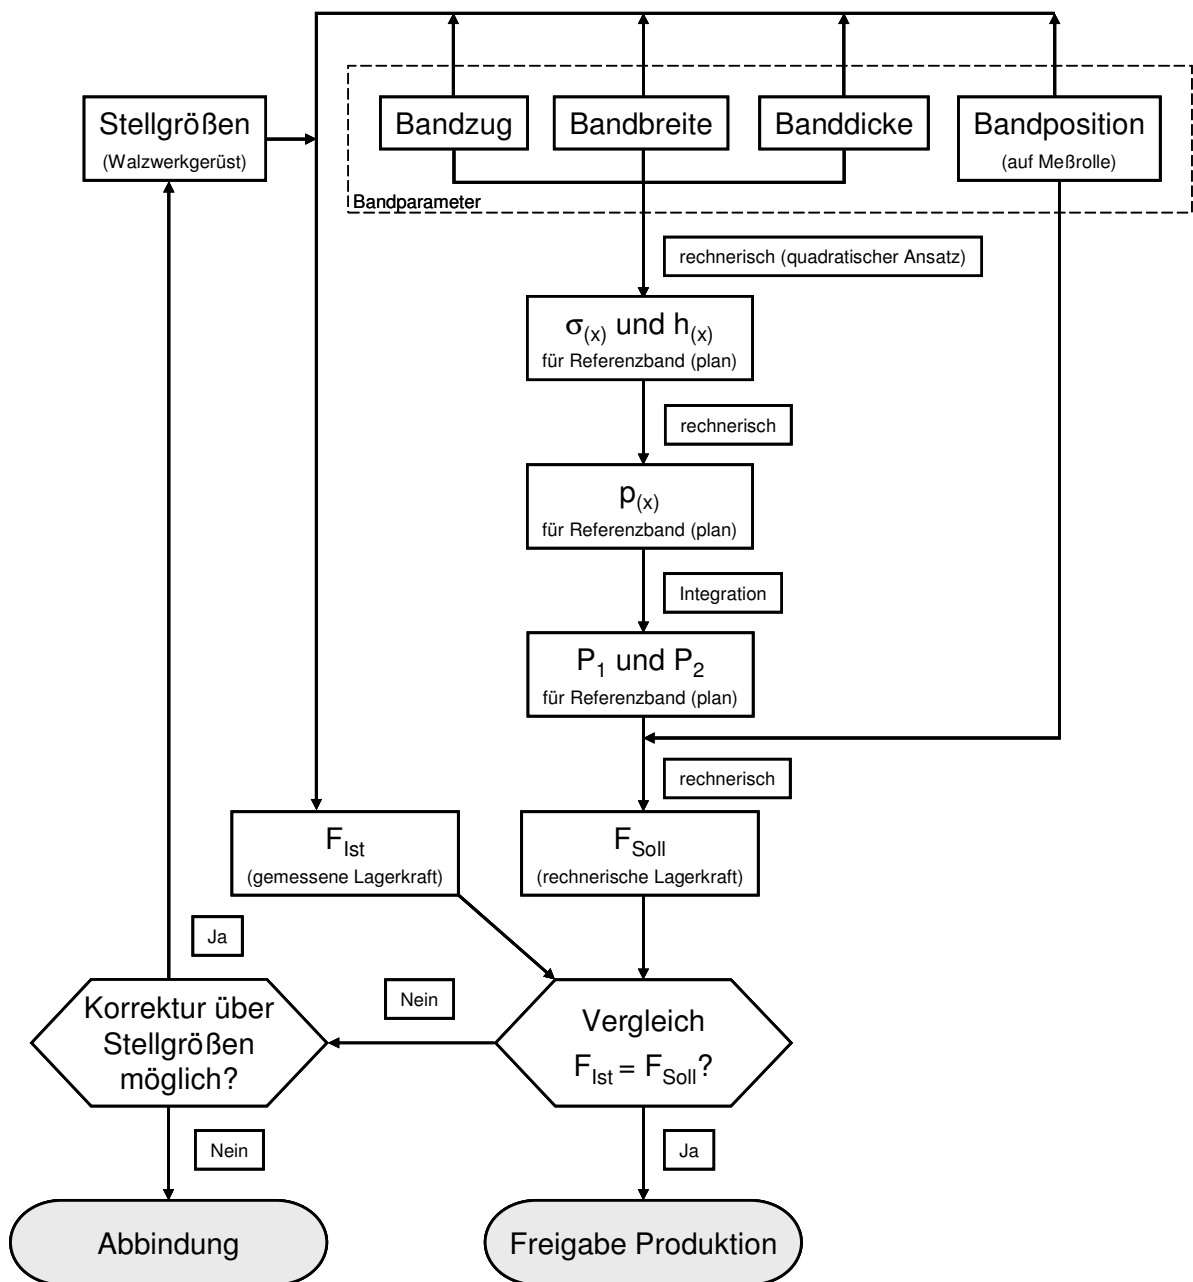 Stellgrößen
(Walzwerkgerüst)
Bandzug
Bandbreite
Banddicke
Bandposition
(auf Meßrolle)
Bandparameter
rechnerisch (quadratischer Ansatz)
σ(x) und h(x)
für Referenzband (plan)
rechnerisch
p(x)
für Referenzband (plan)
Integration
P1 und P2
für Referenzband (plan)
rechnerisch
FIst
(gemessene Lagerkraft)
FSoll
(rechnerische Lagerkraft)
Ja
Nein
Korrektur über
Stellgrößen
möglich?
Vergleich
FIst = FSoll?
Nein
Ja
Abbindung
Freigabe Produktion